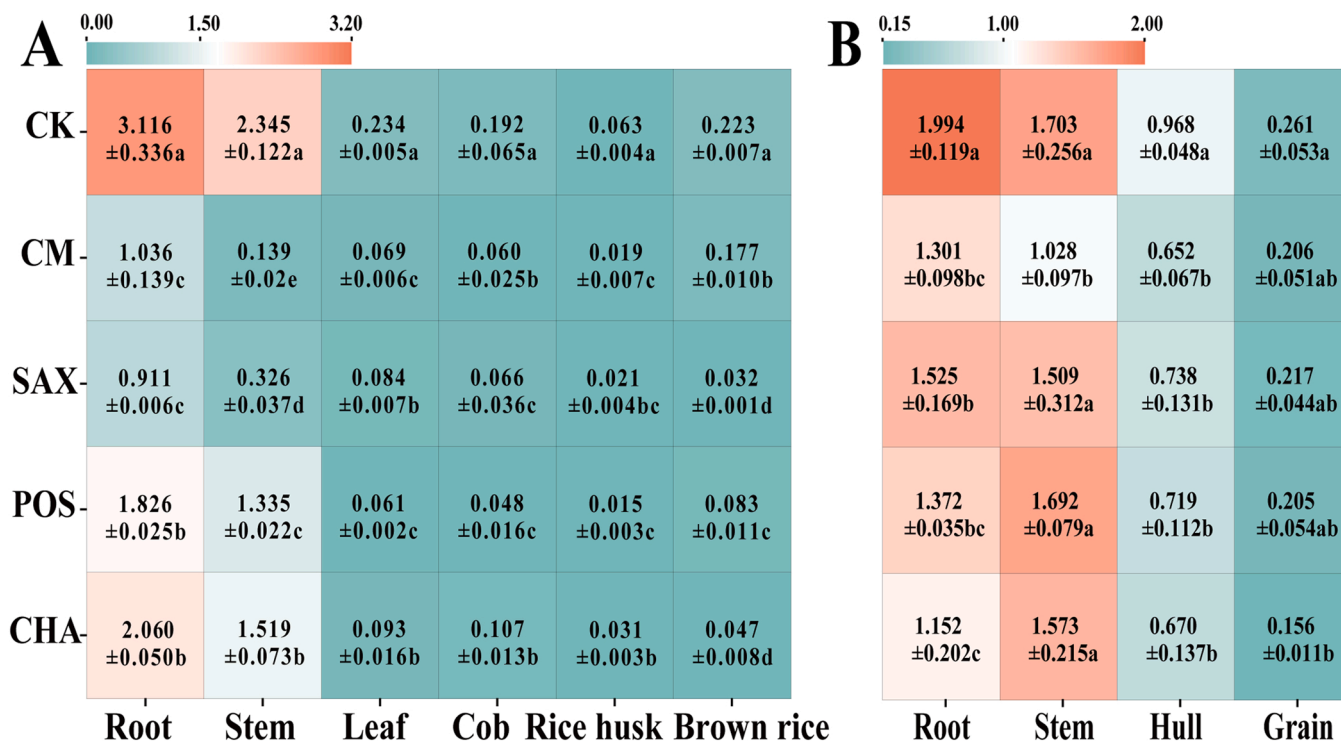 0.00 1.50 3.20
A
CK 3.116 2.345 0.234 0.192 0.063 0.223
±0.336a ±0.122a ±0.005a ±0.065a ±0.004a ±0.007a
CM 1.036 0.139 0.069 0.060 0.019 0.177
±0.139c ±0.02e ±0.006c ±0.025b ±0.007c ±0.010b
SAX 0.911 0.326 0.084 0.066 0.021 0.032
±0.006c ±0.037d ±0.007b ±0.036c ±0.004bc ±0.001d
POS 1.826 1.335 0.061 0.048 0.015 0.083
±0.025b ±0.022c ±0.002c ±0.016c ±0.003c ±0.011c
CHA 2.060 1.519 0.093 0.107 0.031 0.047
±0.050b ±0.073b ±0.016b ±0.013b ±0.003b ±0.008d
Root Stem Leaf Cob Rice husk Brown rice
0.15 1.00 2.00
B
1.994 1.703 0.968 0.261
±0.119a ±0.256a ±0.048a ±0.053a
1.301 1.028 0.652 0.206
±0.098bc ±0.097b ±0.067b ±0.051ab
1.525 1.509 0.738 0.217
±0.169b ±0.312a ±0.131b ±0.044ab
1.372 1.692 0.719 0.205
±0.035bc ±0.079a ±0.112b ±0.054ab
1.152 1.573 0.670 0.156
±0.202c ±0.215a ±0.137b ±0.011b
Root Stem Hull Grain